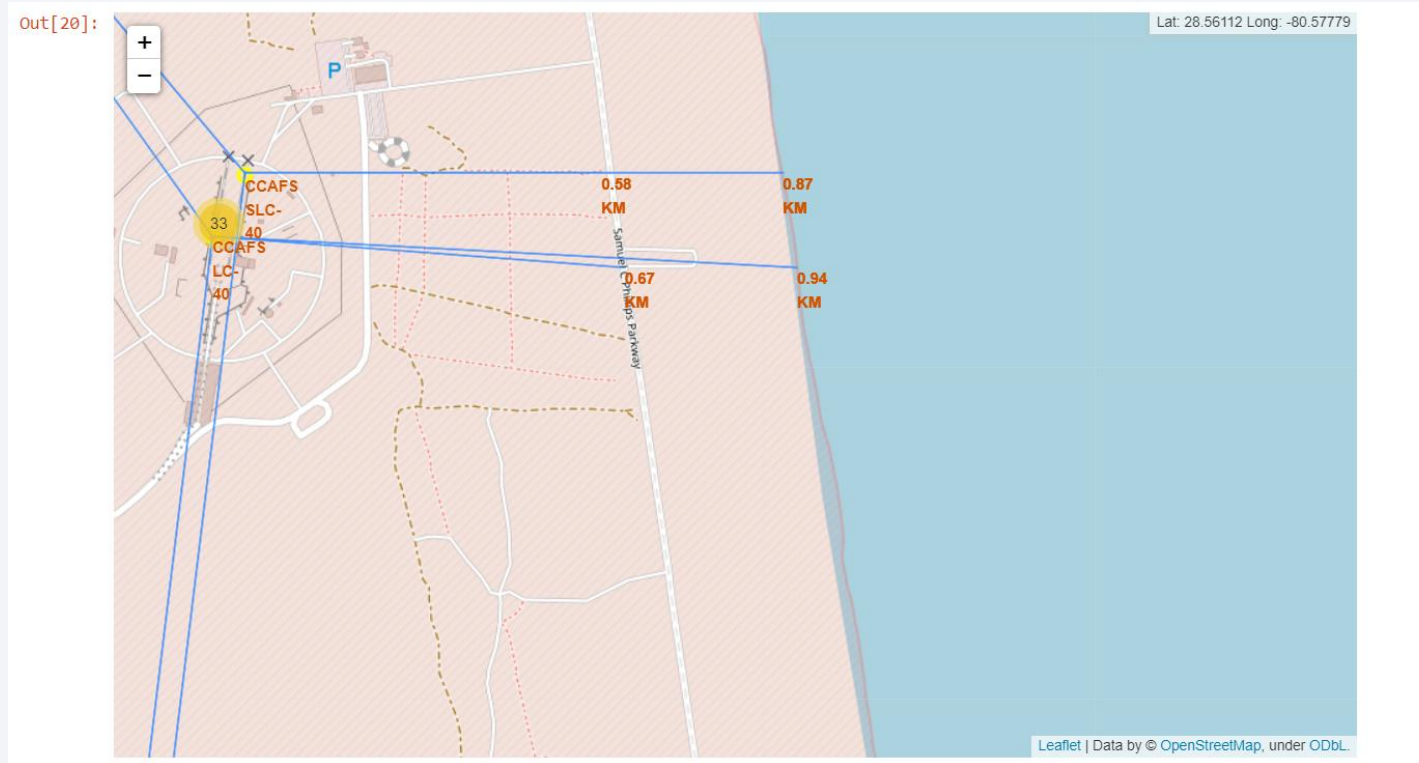 Out[20]:
+
−
Lat: 28.56112 Long: -80.57779
P
CCAFS
SLC-
40
33
CCAFS
LC-
40
0.58
KM
0.87
KM
Samuel C Phillips Parkway
0.67
KM
0.94
KM
Leaflet | Data by © OpenStreetMap, under ODbL.